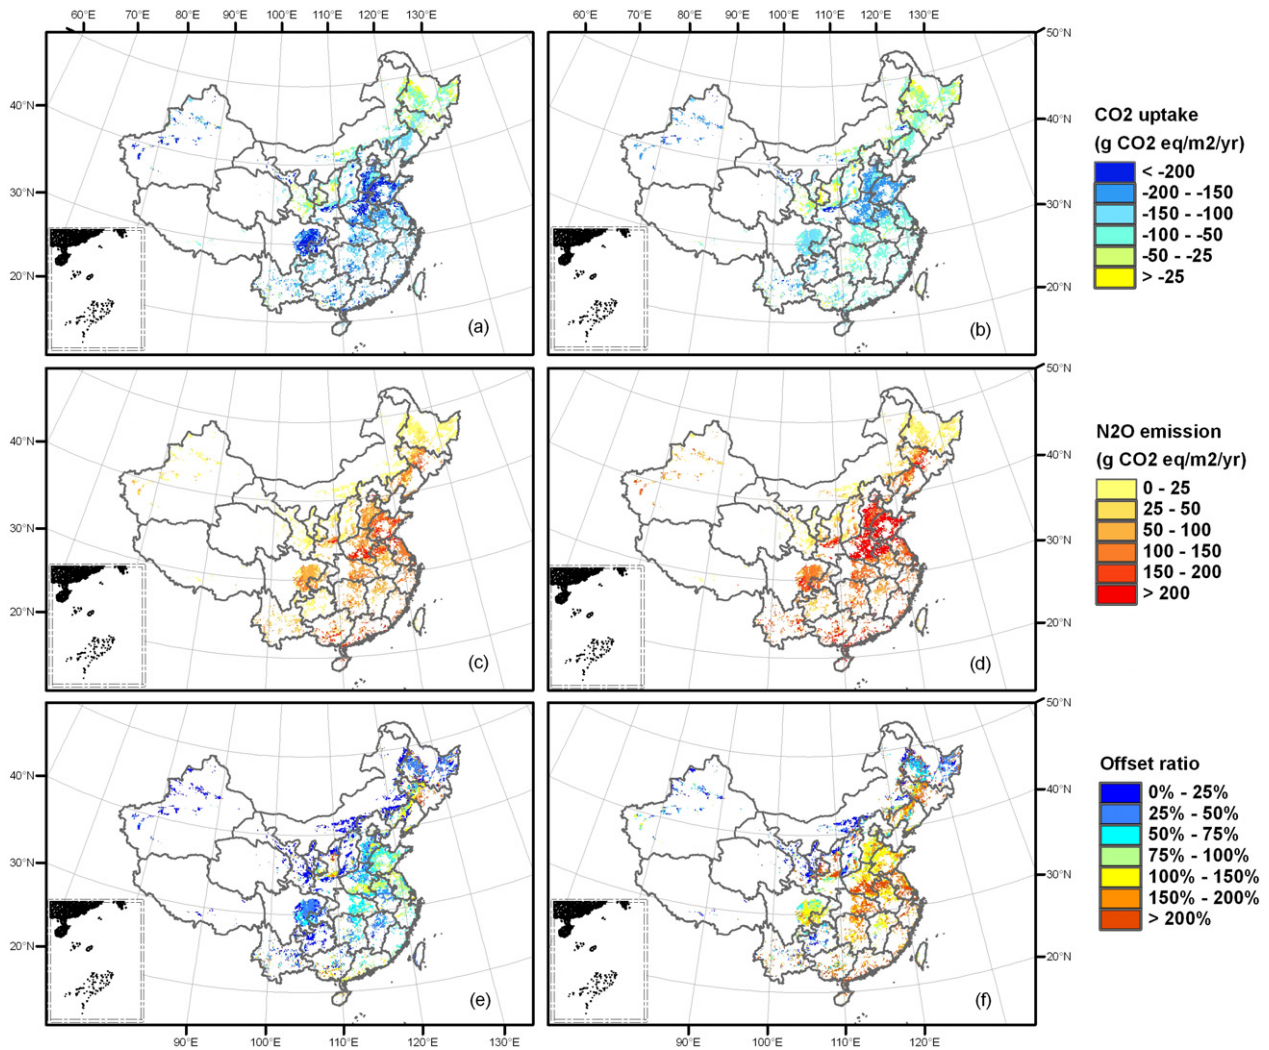 60°E 70°E 80°E 90°E 100°E 110°E 120°E 130°E
60°E 70°E 80°E 90°E 100°E 110°E 120°E 130°E
50°N
40°N
30°N
20°N
(a)
40°N
30°N
20°N
(b)
CO2 uptake
(g CO2 eq/m2/yr)
< -200
-200 - -150
-150 - -100
-100 - -50
-50 - -25
> -25
40°N
30°N
20°N
(c)
50°N
40°N
30°N
20°N
(d)
N2O emission
(g CO2 eq/m2/yr)
0 - 25
25 - 50
50 - 100
100 - 150
150 - 200
> 200
40°N
30°N
20°N
(e)
50°N
40°N
30°N
20°N
(f)
Offset ratio
0% - 25%
25% - 50%
50% - 75%
75% - 100%
100% - 150%
150% - 200%
> 200%
90°E 100°E 110°E 120°E 130°E
90°E 100°E 110°E 120°E 130°E